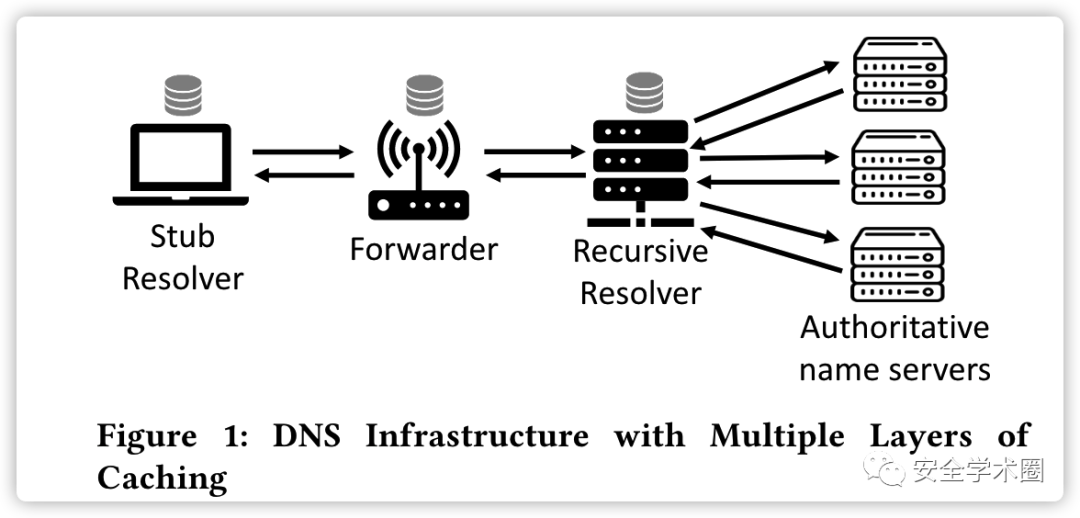 Stub
Resolver
Forwarder
Recursive
Resolver
Authoritative
name servers
Figure 1: DNS Infrastructure with Multiple Layers of
Caching
安全学术圈